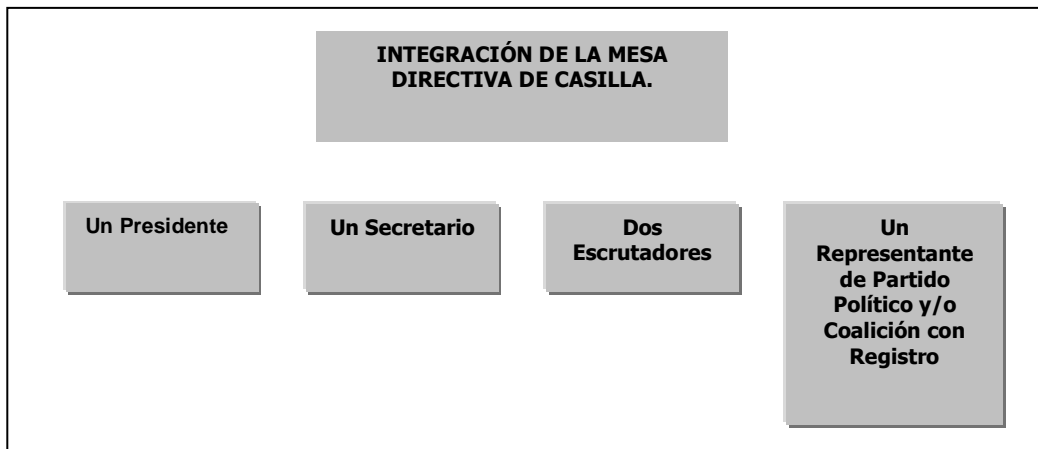 INTEGRACIÓN DE LA MESA
DIRECTIVA DE CASILLA.
Un Presidente
Un Secretario
Dos
Escrutadores
Un
Representante
de Partido
Político y/o
Coalición con
Registro